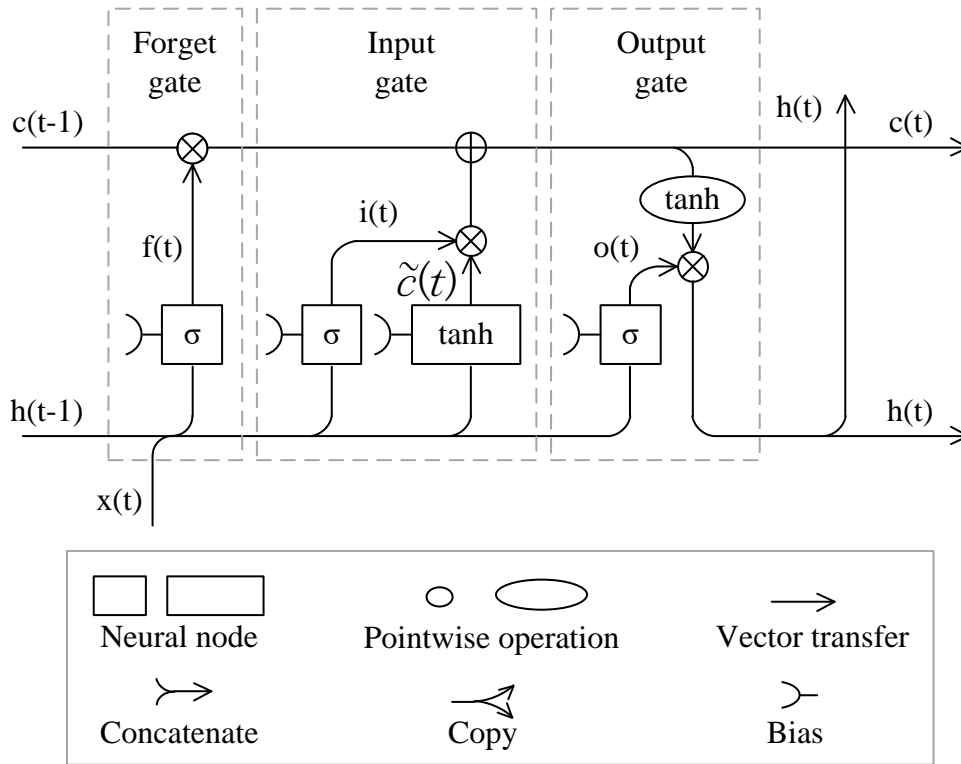 Forget
gate
Input
gate
Output
gate
c(t-1)
h(t)
c(t)
tanh
i(t)
f(t)
o(t)
c̃(t)
σ
σ
tanh
σ
h(t-1)
h(t)
x(t)
Neural node
Pointwise operation
Vector transfer
Concatenate
Copy
Bias